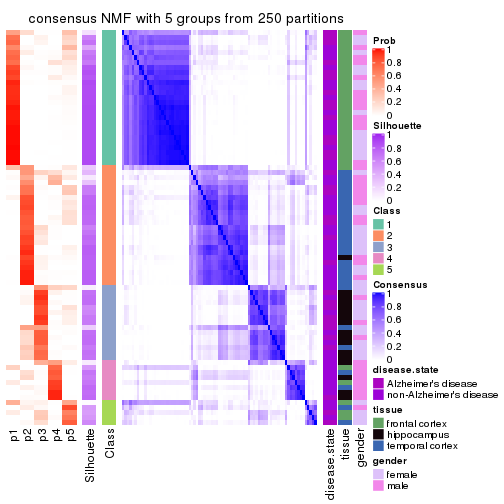 consensus NMF with 5 groups from 250 partitions
p1
p2
p3
p4
p5
Silhouette
Class
disease.state
tissue
gender
Prob
1
0.8
0.6
0.4
0.2
0
Silhouette
1
0.8
0.6
0.4
0.2
0
Class
1
2
3
4
5
Consensus
1
0.8
0.6
0.4
0.2
0
disease.state
Alzheimer's disease
non-Alzheimer's disease
tissue
frontal cortex
hippocampus
temporal cortex
gender
female
male